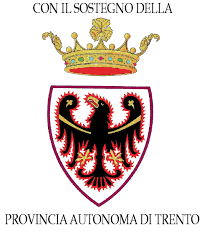 CON IL SOSTEGNO DELLA
PROVINCIA AUTONOMA DI TRENTO